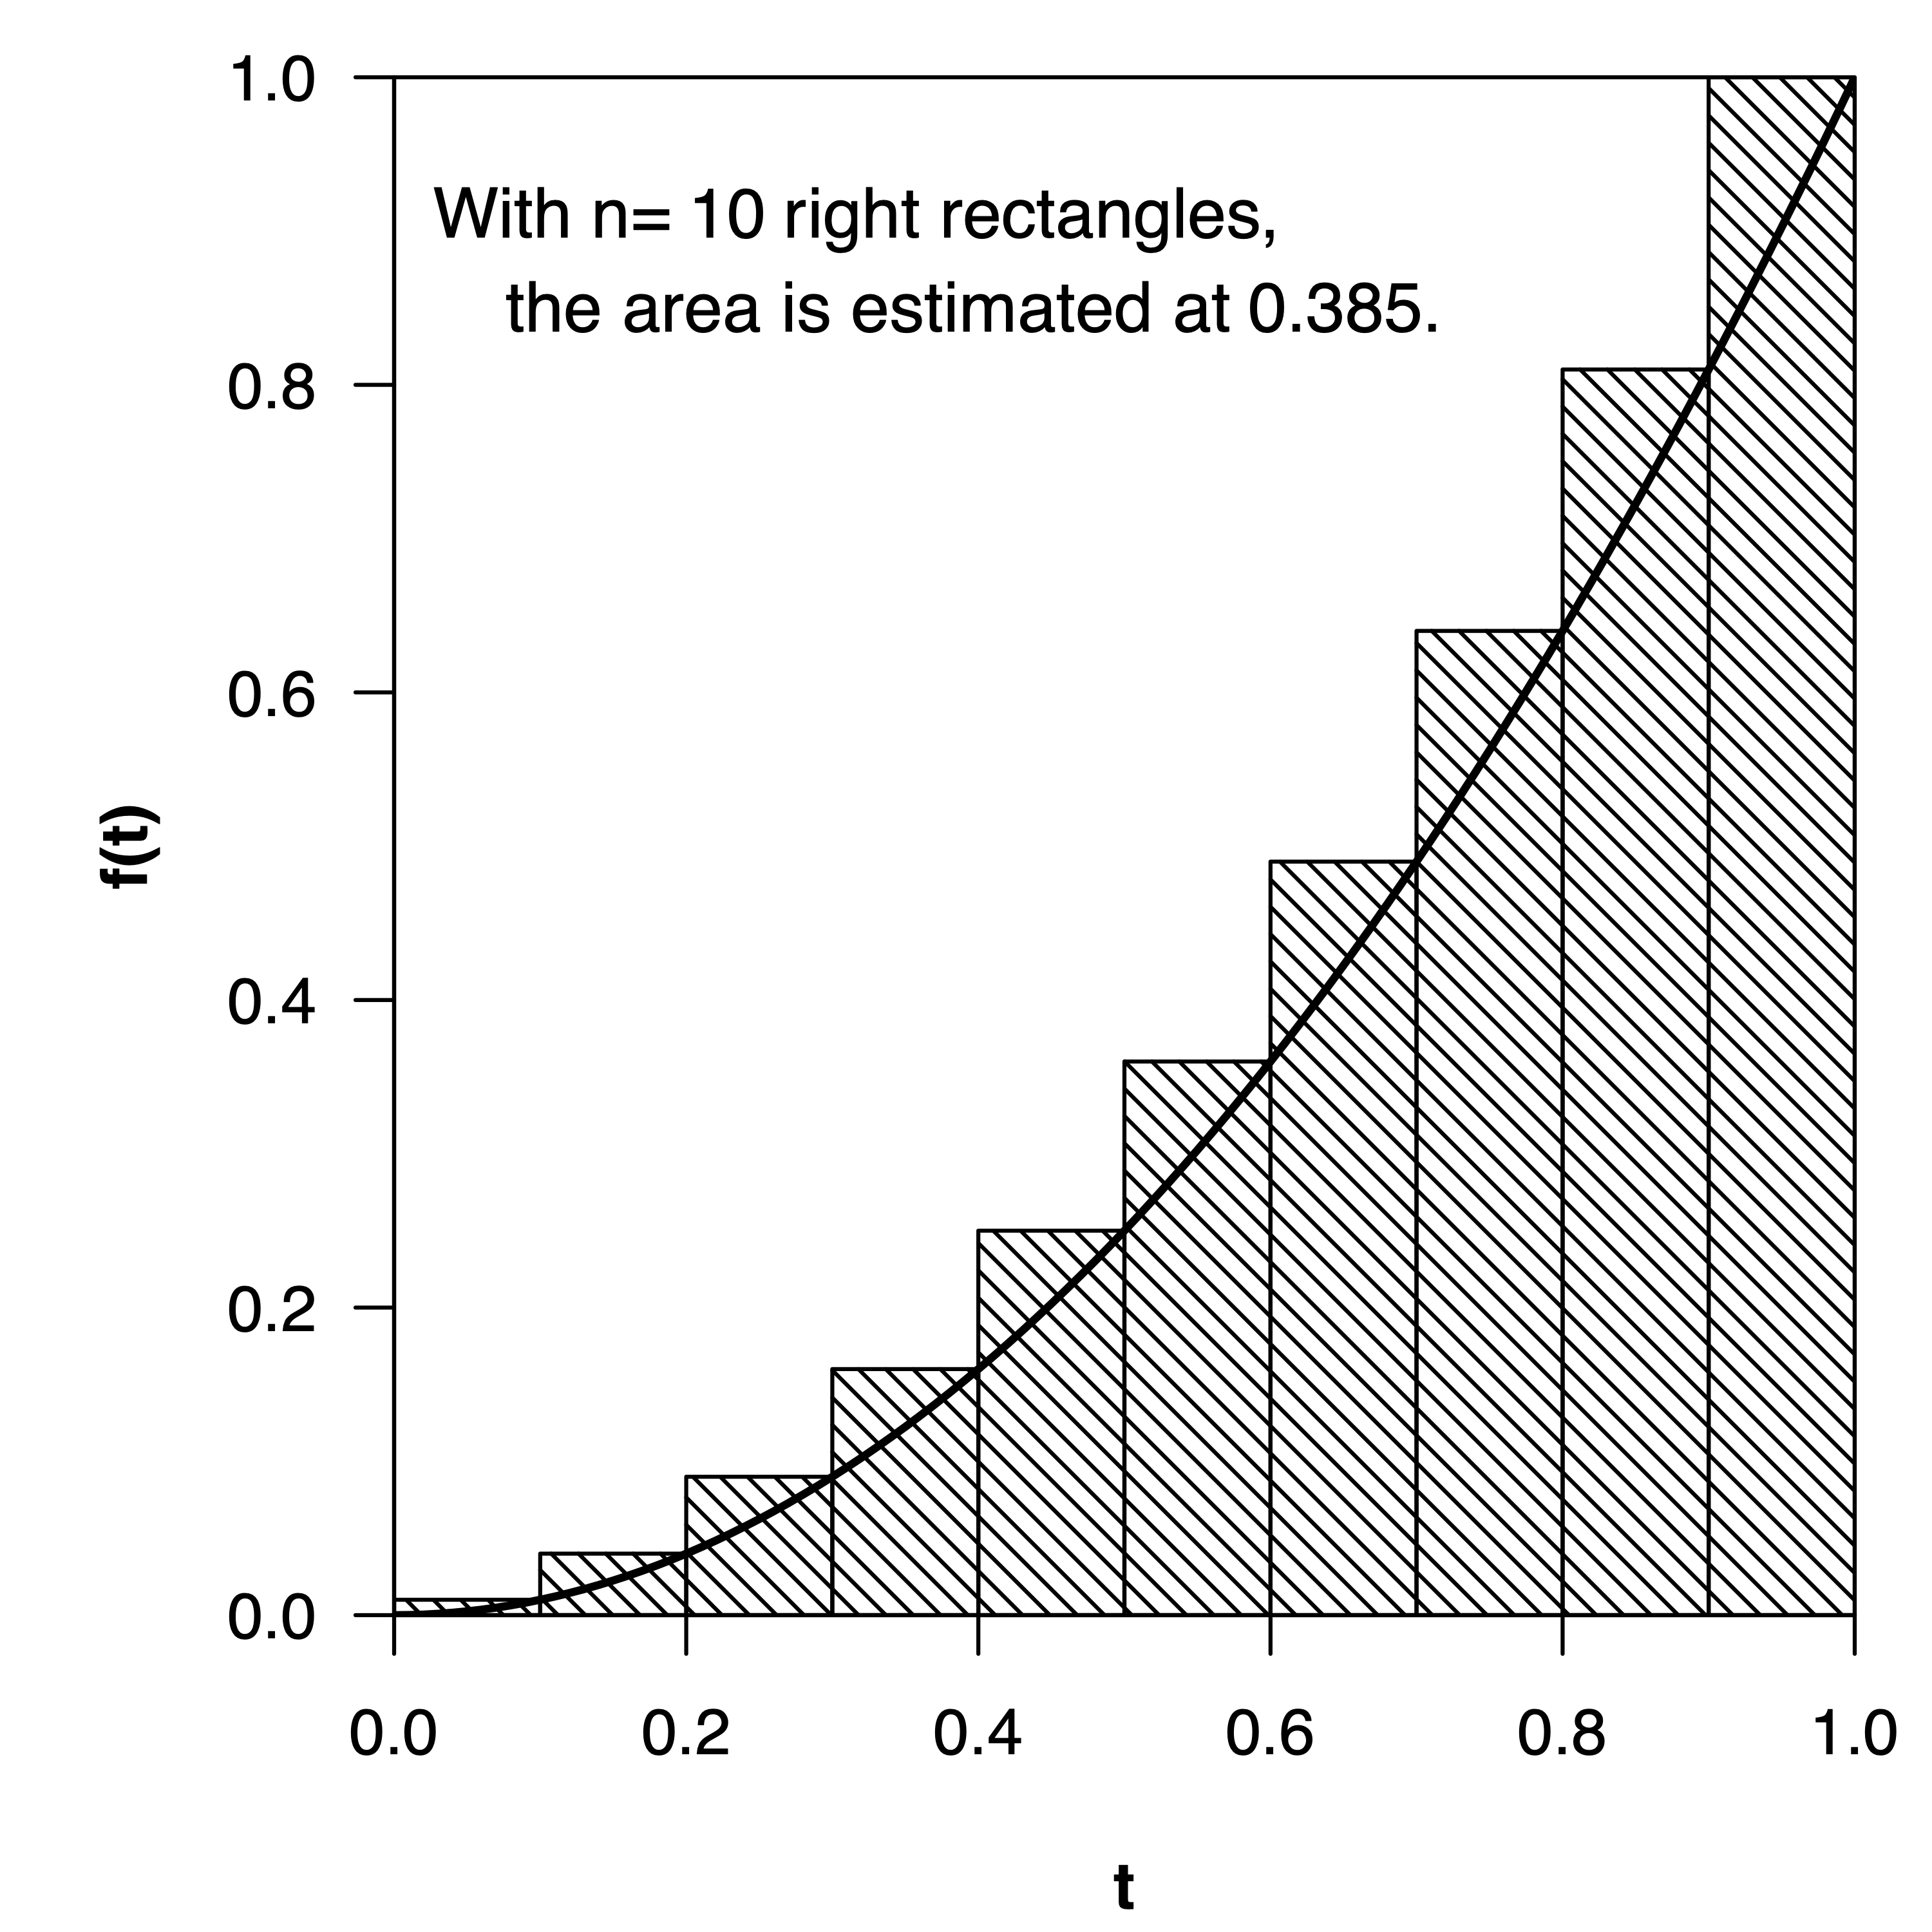 1.0
With n= 10 right rectangles,
the area is estimated at 0.385.
0.8
0.6
f(t)
0.4
0.2
0.0
0.0 0.2 0.4 0.6 0.8 1.0
t